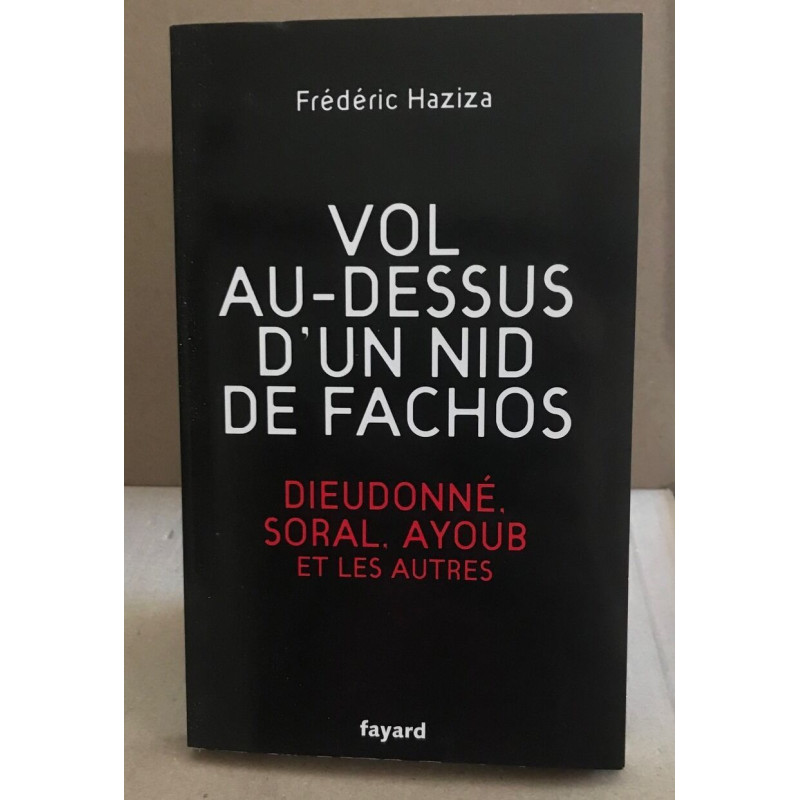 Frédéric Haziza
VOL
AU-DESSUS
D'UN NID
DE FACHOS
DIEUDONNÉ,
SORAL, AYOUB
ET LES AUTRES
fayard